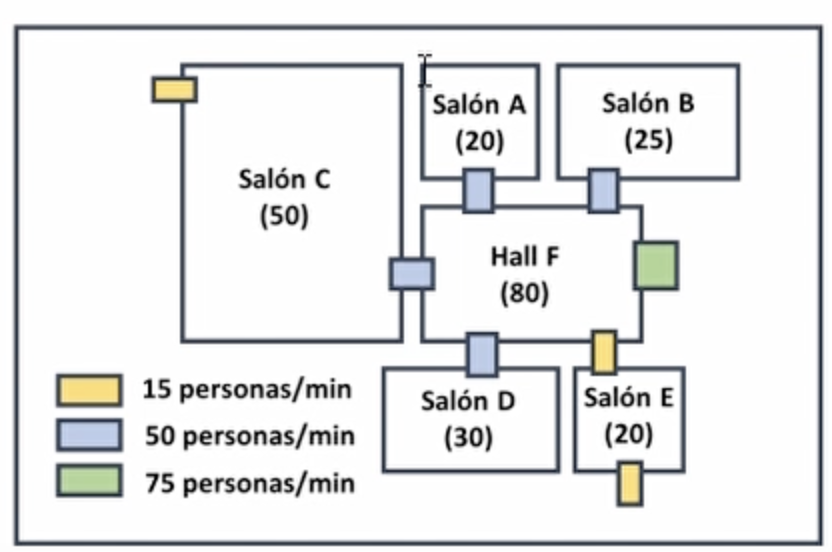 Salón A
(20)
Salón B
(25)
Salón C
(50)
Hall F
(80)
Salón D
(30)
Salón E
(20)
15 personas/min
50 personas/min
75 personas/min